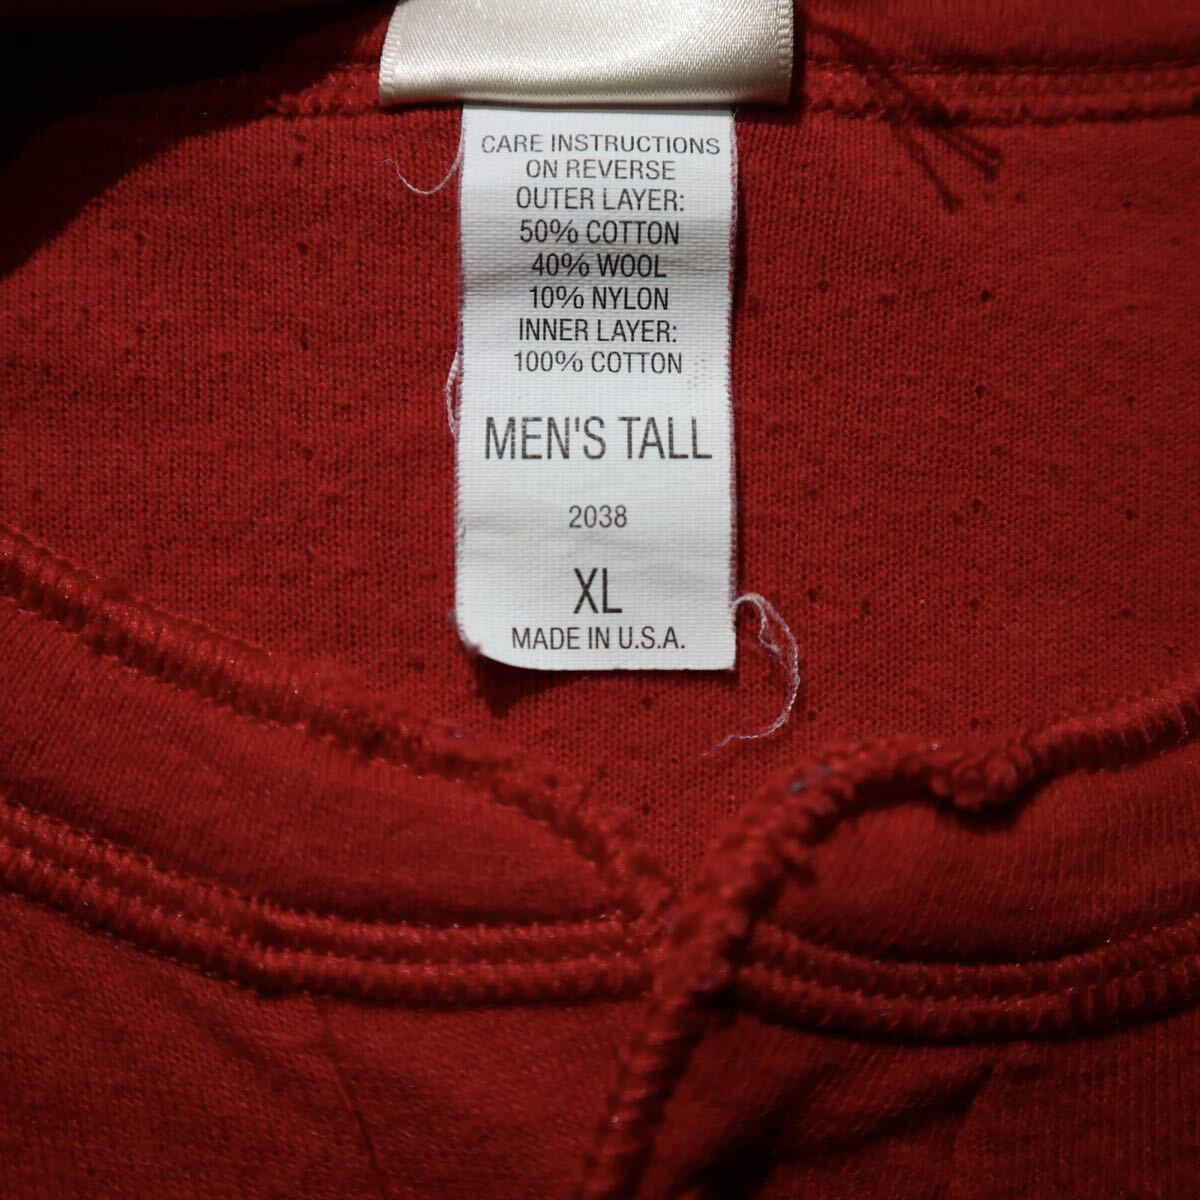 CARE INSTRUCTIONS
ON REVERSE
OUTER LAYER:
50% COTTON
40% WOOL
10% NYLON
INNER LAYER:
100% COTTON
MEN'S TALL
2038
XL
MADE IN U.S.A.